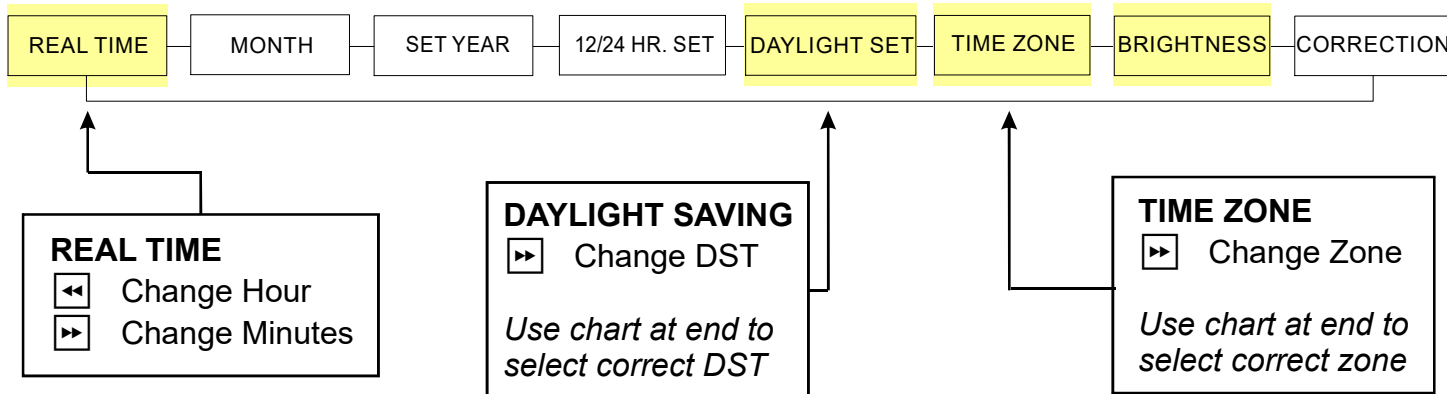 REAL TIME
MONTH
SET YEAR
12/24 HR. SET
DAYLIGHT SET
TIME ZONE
BRIGHTNESS
CORRECTION
REAL TIME
Change Hour
Change Minutes
DAYLIGHT SAVING
Change DST
Use chart at end to
select correct DST
TIME ZONE
Change Zone
Use chart at end to
select correct zone